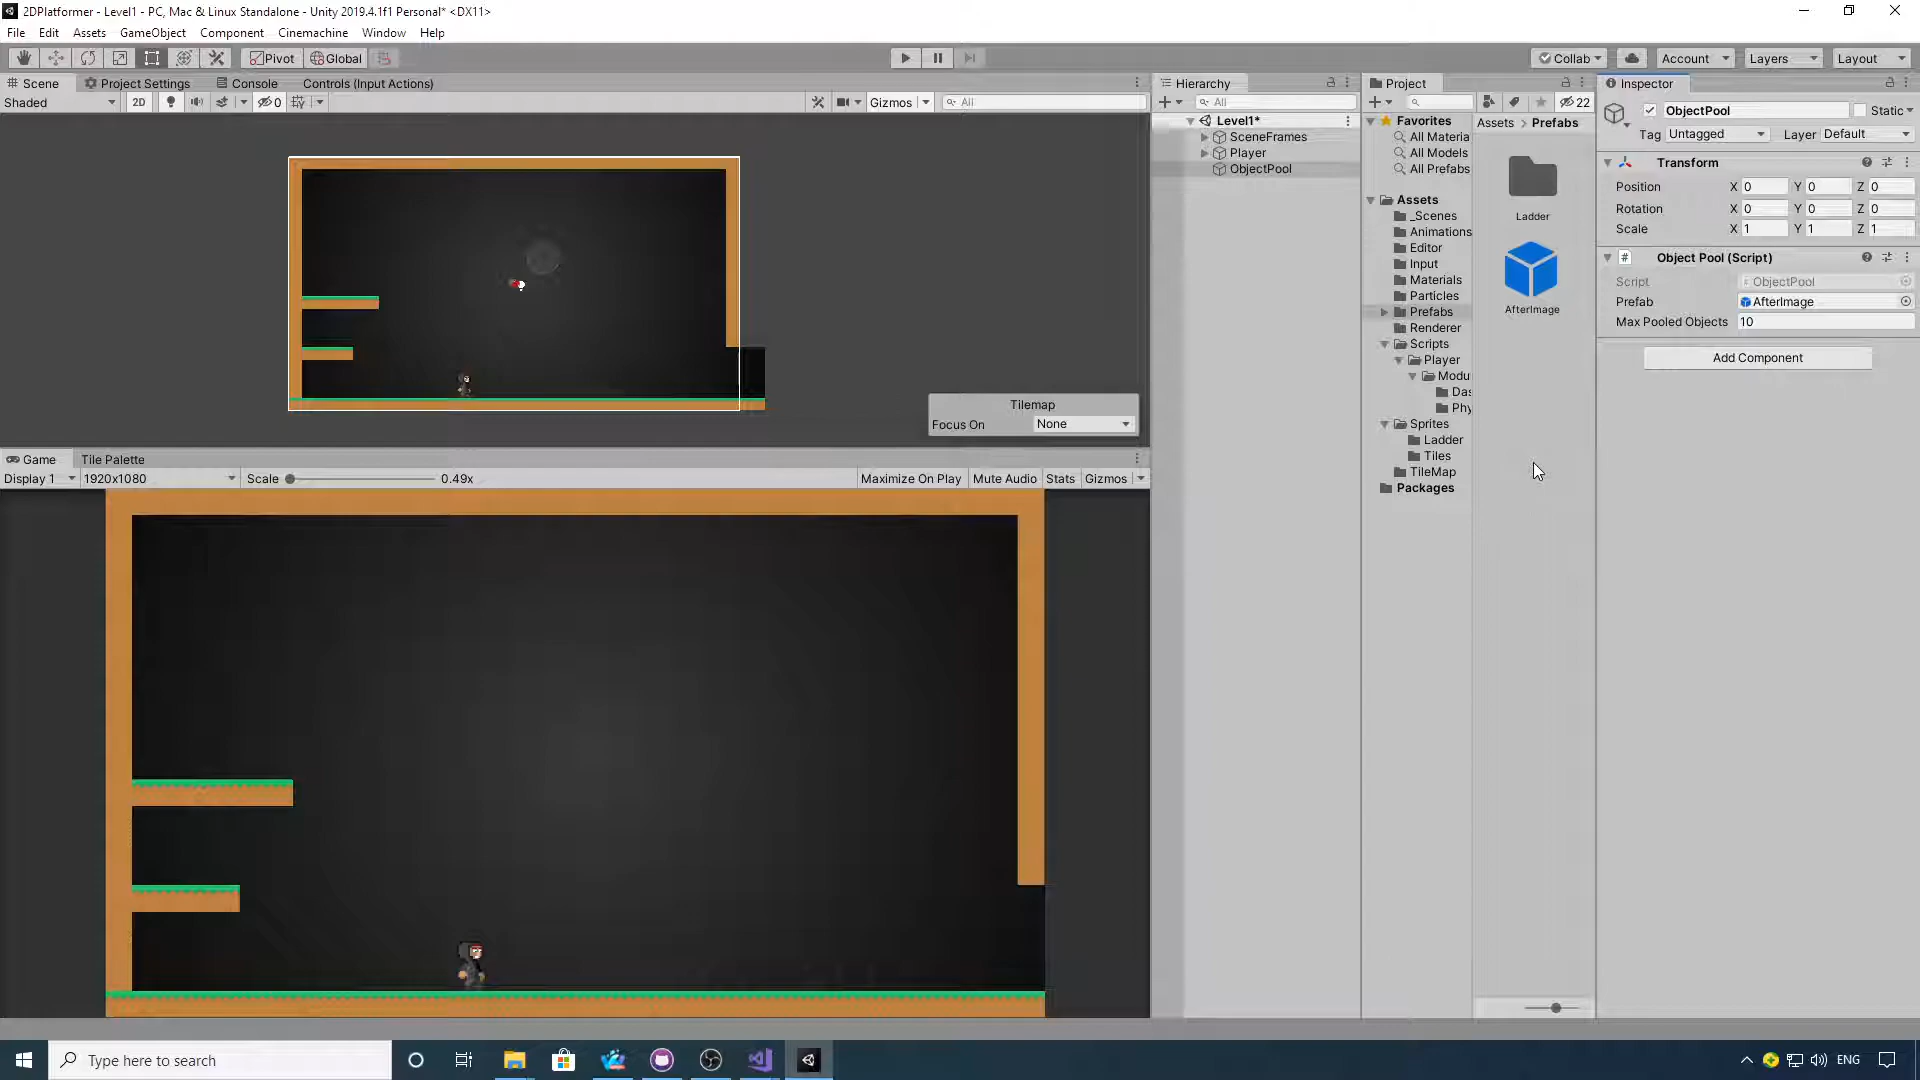 2DPlatformer - Level1 - PC, Mac & Linux Standalone - Unity 2019.4.1f1 Personal* <DX11>
File Edit Assets GameObject Component Cinemachine Window Help
Pivot Global Collab Account Layers Layout
Scene Project Settings Console Controls (Input Actions)
Shaded 2D 0 Gizmos All
Tilemap
Focus On None
Game Tile Palette
Display 1 1920x1080 Scale 0.49x Maximize On Play Mute Audio Stats Gizmos
Hierarchy
All
Level1*
SceneFrames
Player
ObjectPool
Project
22
Favorites
All Materia
All Models
All Prefabs
Assets
_Scenes
Animations
Editor
Input
Materials
Particles
Prefabs
Renderer
Scripts
Player
Modu
Das
Phy
Sprites
Ladder
Tiles
TileMap
Packages
Assets > Prefabs
Ladder
AfterImage
Inspector
ObjectPool Static
Tag Untagged Layer Default
Transform
Position X 0 Y 0 Z 0
Rotation X 0 Y 0 Z 0
Scale X 1 Y 1 Z 1
# Object Pool (Script)
Script ObjectPool
Prefab AfterImage
Max Pooled Objects 10
Add Component
Type here to search
ENG